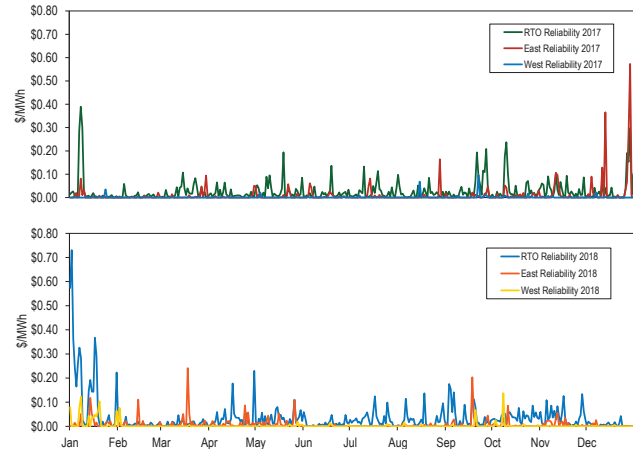 $0.80
$0.70
$0.60
$0.50
$0.40
$0.30
$0.20
$0.10
$0.00
$/MWh
RTO Reliability 2017
East Reliability 2017
West Reliability 2017
$0.80
$0.70
$0.60
$0.50
$0.40
$0.30
$0.20
$0.10
$0.00
$/MWh
RTO Reliability 2018
East Reliability 2018
West Reliability 2018
Jan Feb Mar Apr May Jun Jul Aug Sep Oct Nov Dec